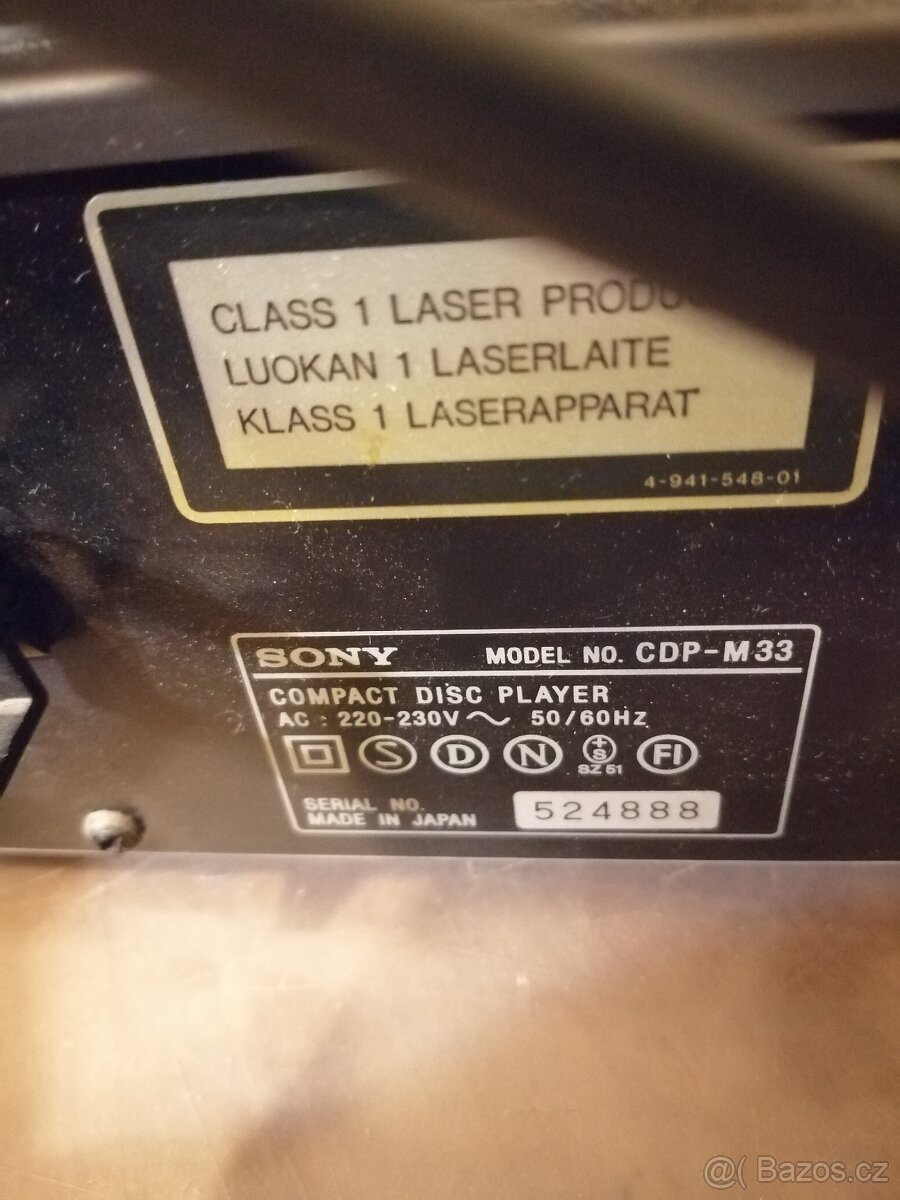 CLASS 1 LASER
LUOKAN 1 LASERLAITE
KLASS 1 LASERAPPARAT
4-941-548-01
SONY MODEL NO. CDP-M33
COMPACT DISC PLAYER
AC : 220-230V ~ 50/60HZ
S D N + S FI
SZ 51
SERIAL NO.
MADE IN JAPAN 524888
@( Bazos.cz